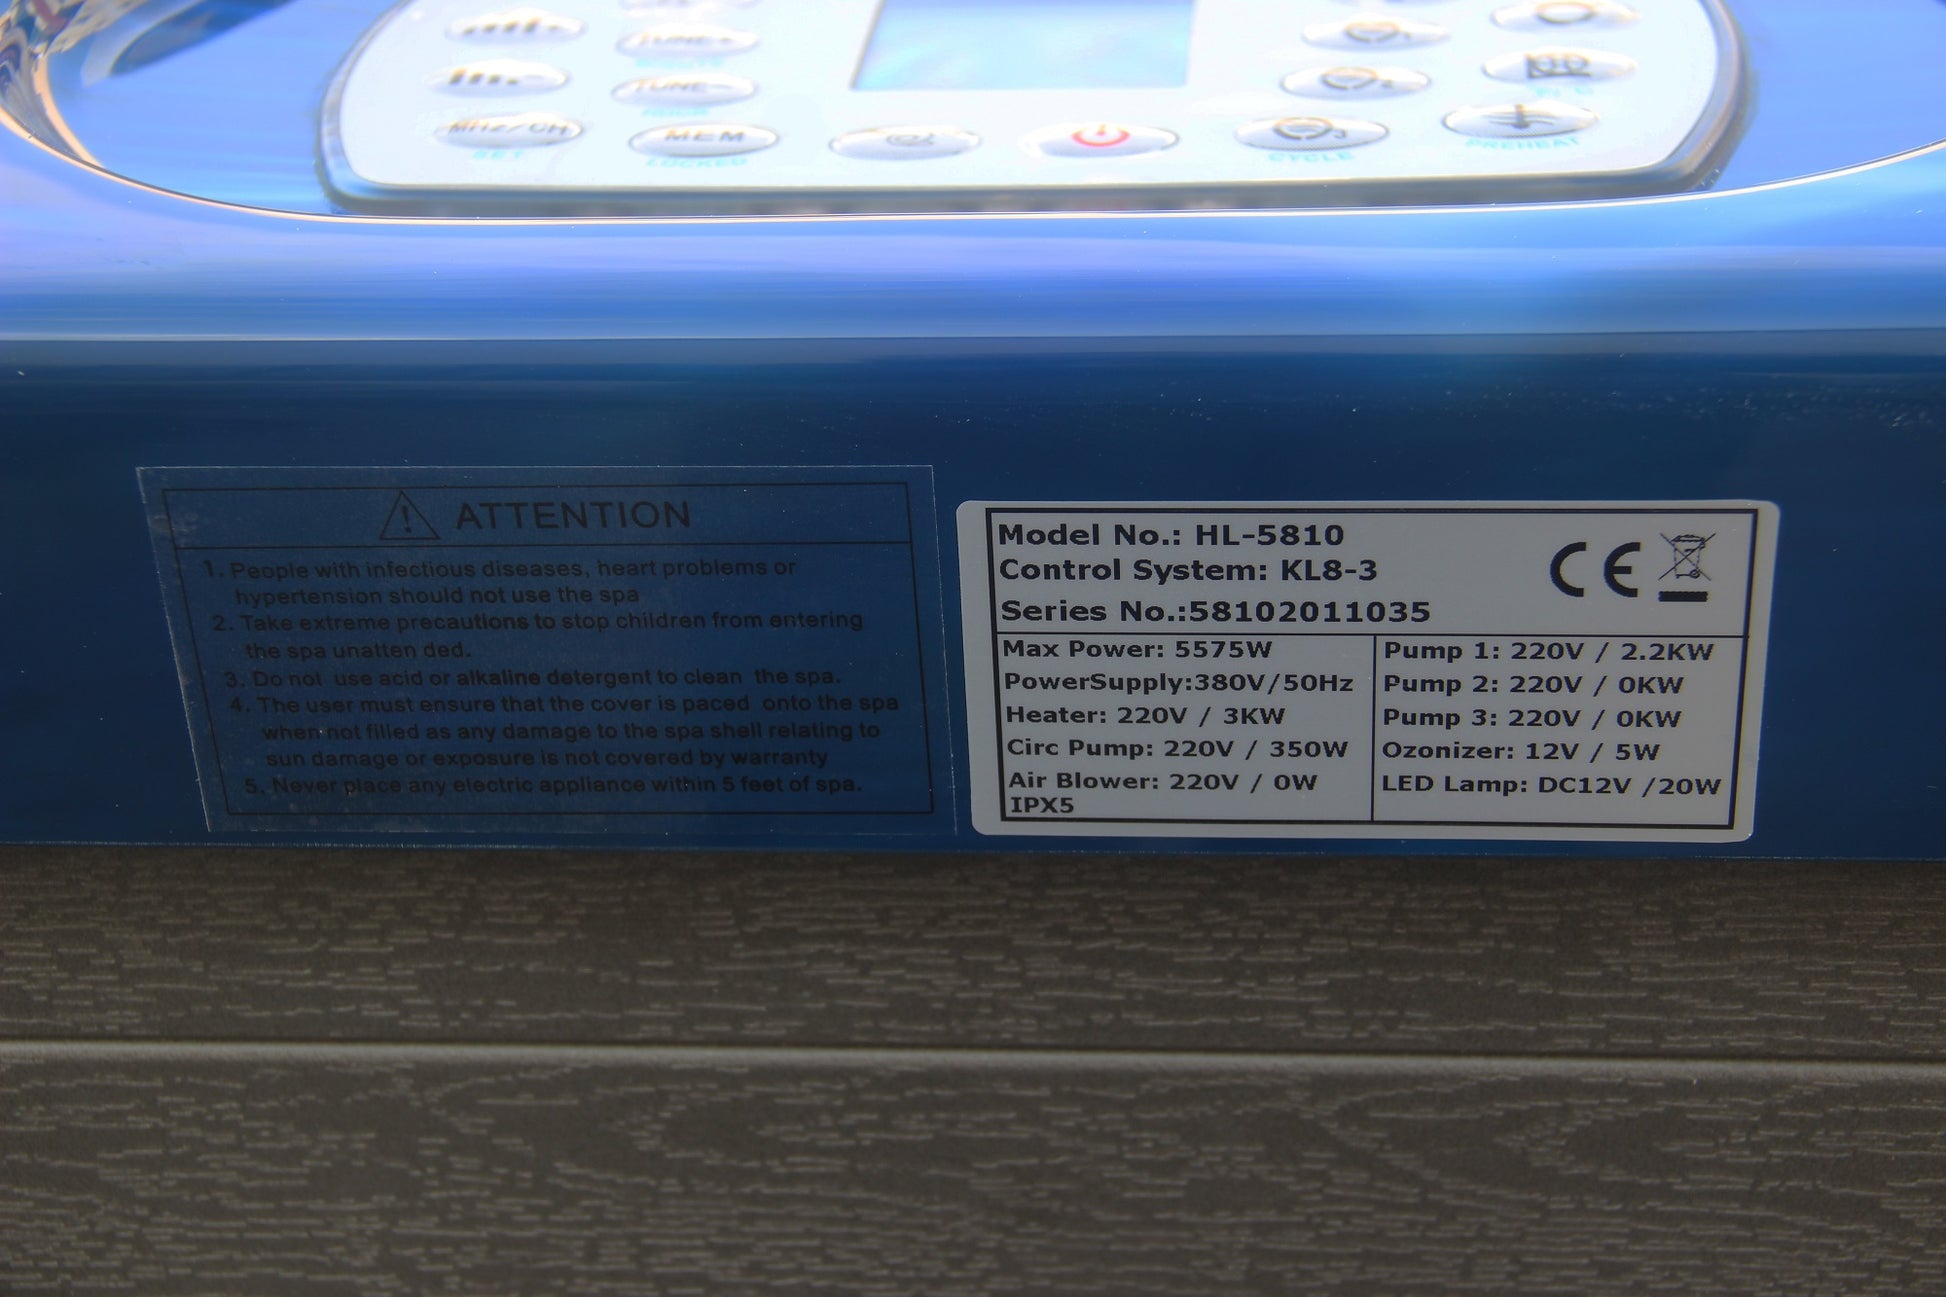 TUNE+
TUNE-
MHz/CH
SET
MEM
LOCKED
3
CYCLE
PREHEAT
ATTENTION
1. People with infectious diseases, heart problems or
hypertension should not use the spa
2. Take extreme precautions to stop children from entering
the spa unatten ded.
3. Do not use acid or alkaline detergent to clean the spa.
4. The user must ensure that the cover is paced onto the spa
when not filled as any damage to the spa shell relating to
sun damage or exposure is not covered by warranty
5. Never place any electric appliance within 5 feet of spa.
Model No.: HL-5810
Control System: KL8-3
Series No.:58102011035
CE
Max Power: 5575W
PowerSupply:380V/50Hz
Heater: 220V / 3KW
Circ Pump: 220V / 350W
Air Blower: 220V / 0W
IPX5
Pump 1: 220V / 2.2KW
Pump 2: 220V / 0KW
Pump 3: 220V / 0KW
Ozonizer: 12V / 5W
LED Lamp: DC12V /20W